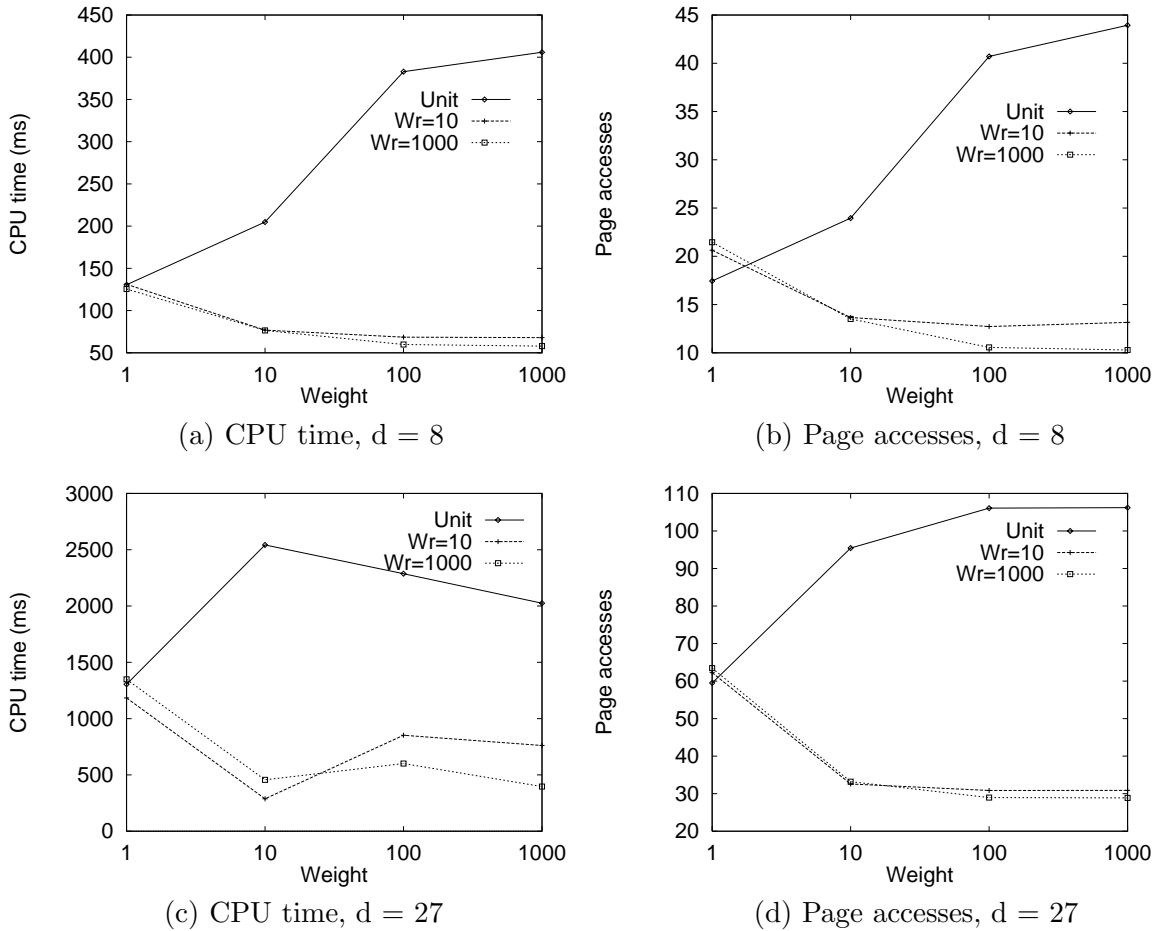 450
400
350
300
250
200
150
100
50
1
10
100
1000
CPU time (ms)
Weight
Unit
Wr=10
Wr=1000
(a) CPU time, d = 8
45
40
35
30
25
20
15
10
1
10
100
1000
Page accesses
Weight
Unit
Wr=10
Wr=1000
(b) Page accesses, d = 8
3000
2500
2000
1500
1000
500
0
1
10
100
1000
CPU time (ms)
Weight
Unit
Wr=10
Wr=1000
(c) CPU time, d = 27
110
100
90
80
70
60
50
40
30
20
1
10
100
1000
Page accesses
Weight
Unit
Wr=10
Wr=1000
(d) Page accesses, d = 27